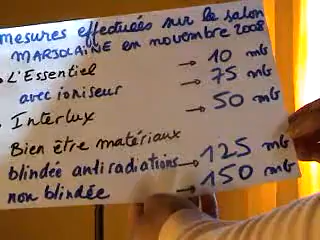 mesures effectuées sur le salon
MARJOLAINE en novembre 2008
• L'Essentiel → 10 mG
avec ioniseur → 75 mG
• Interlux → 50 mG
Bien être matériaux
blindée antiradiations → 125 mG
non blindée → 150 mG